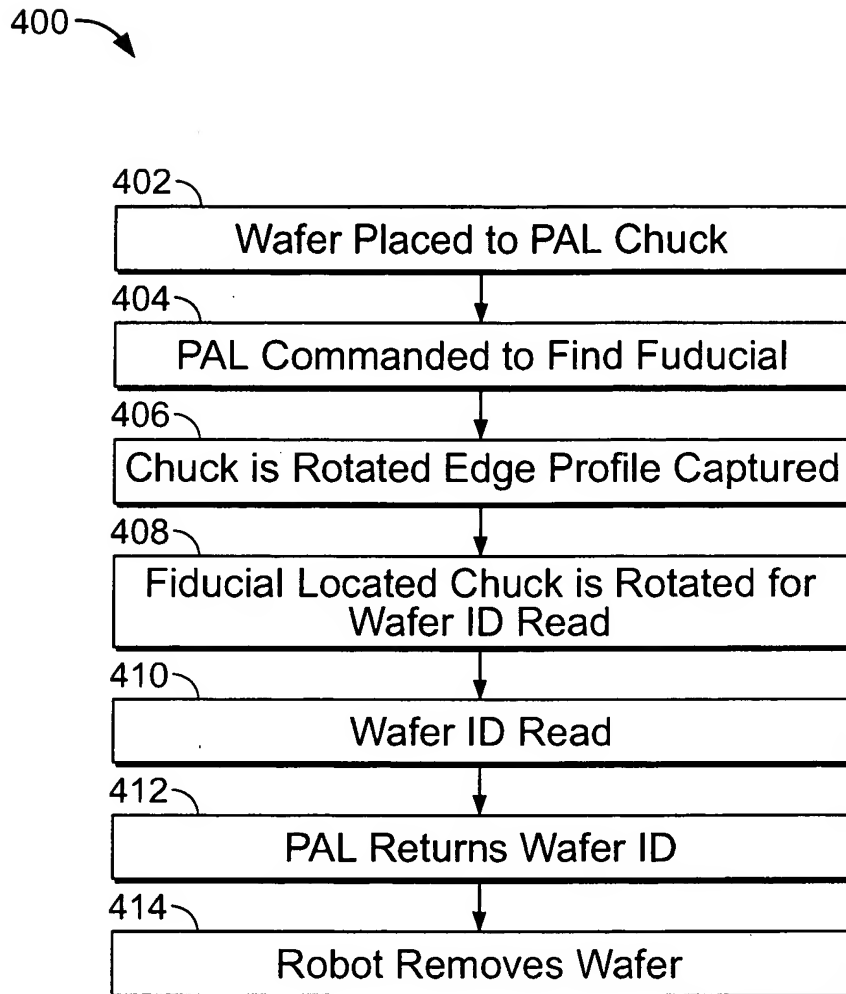 400
402
Wafer Placed to PAL Chuck
404
PAL Commanded to Find Fuducial
406
Chuck is Rotated Edge Profile Captured
408
Fiducial Located Chuck is Rotated for
Wafer ID Read
410
Wafer ID Read
412
PAL Returns Wafer ID
414
Robot Removes Wafer